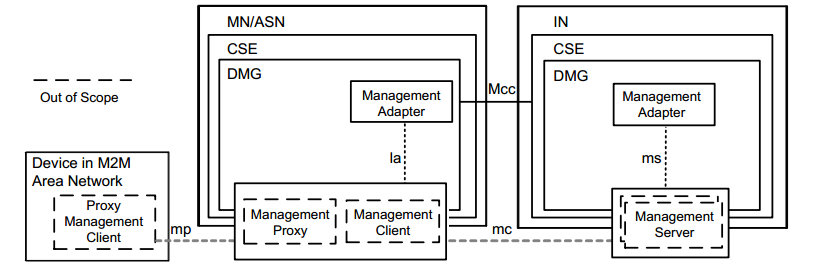 MN/ASN
CSE
DMG
Management
Adapter
la
Mcc
IN
CSE
DMG
Management
Adapter
ms
Out of Scope
Device in M2M
Area Network
Proxy
Management
Client
mp
Management
Proxy
Management
Client
mc
Management
Server